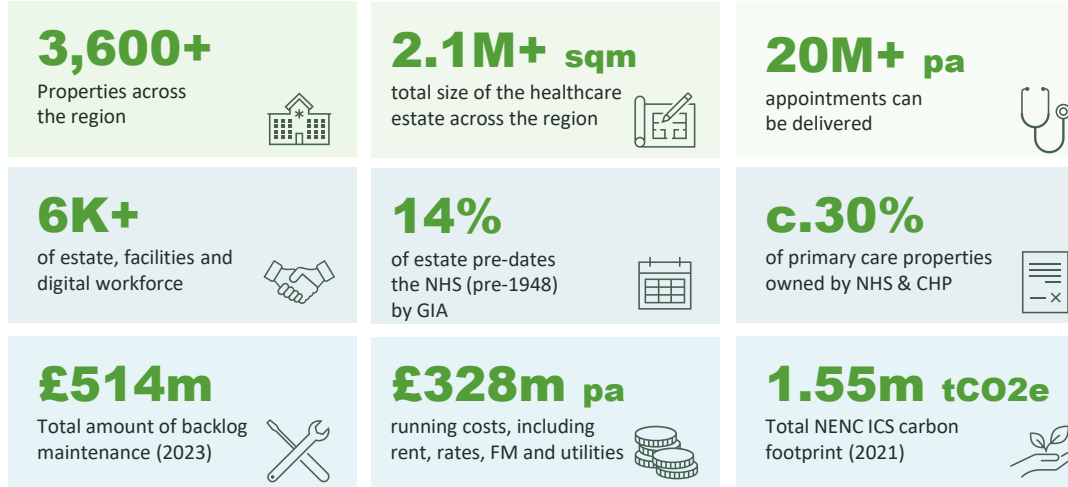 3,600+
Properties across
the region
2.1M+ sqm
total size of the healthcare
estate across the region
20M+ pa
appointments can
be delivered
6K+
of estate, facilities and
digital workforce
14%
of estate pre-dates
the NHS (pre-1948)
by GIA
c.30%
of primary care properties
owned by NHS & CHP
£514m
Total amount of backlog
maintenance (2023)
£328m pa
running costs, including
rent, rates, FM and utilities
1.55m tCO2e
Total NENC ICS carbon
footprint (2021)